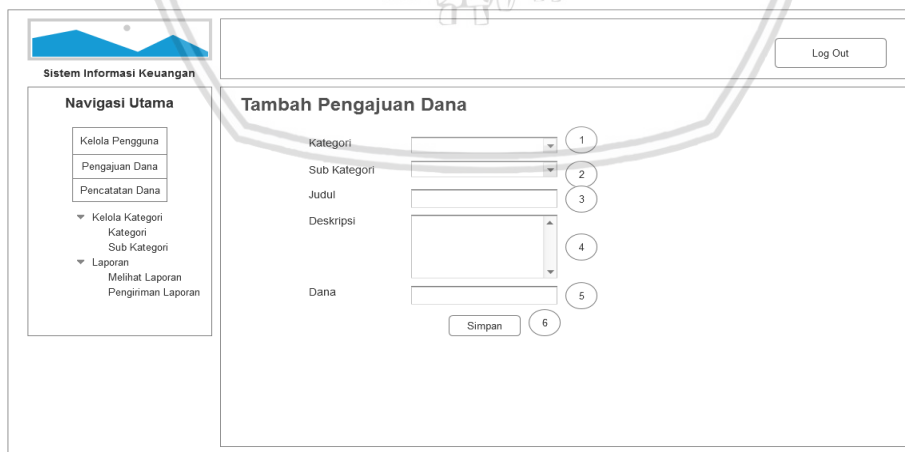 Log Out
Sistem Informasi Keuangan
Navigasi Utama
Kelola Pengguna
Pengajuan Dana
Pencatatan Dana
Kelola Kategori
Kategori
Sub Kategori
Laporan
Melihat Laporan
Pengiriman Laporan
Tambah Pengajuan Dana
Kategori 1
Sub Kategori 2
Judul 3
Deskripsi 4
Dana 5
Simpan 6